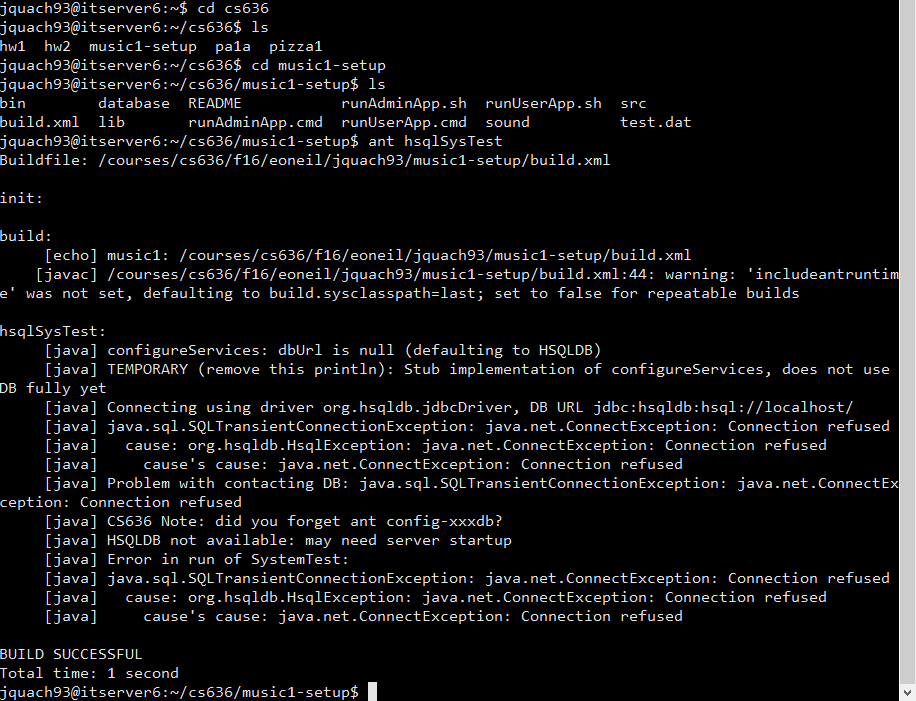 jquach93@itserver6:~$ cd cs636
jquach93@itserver6:~/cs636$ ls
hw1  hw2  music1-setup  pa1a  pizza1
jquach93@itserver6:~/cs636$ cd music1-setup
jquach93@itserver6:~/cs636/music1-setup$ ls
bin        database  README           runAdminApp.sh  runUserApp.sh  src
build.xml  lib       runAdminApp.cmd  runUserApp.cmd  sound          test.dat
jquach93@itserver6:~/cs636/music1-setup$ ant hsqlSysTest
Buildfile: /courses/cs636/f16/eoneil/jquach93/music1-setup/build.xml

init:

build:
     [echo] music1: /courses/cs636/f16/eoneil/jquach93/music1-setup/build.xml
    [javac] /courses/cs636/f16/eoneil/jquach93/music1-setup/build.xml:44: warning: 'includeantruntim
e' was not set, defaulting to build.sysclasspath=last; set to false for repeatable builds

hsqlSysTest:
     [java] configureServices: dbUrl is null (defaulting to HSQLDB)
     [java] TEMPORARY (remove this println): Stub implementation of configureServices, does not use
DB fully yet
     [java] Connecting using driver org.hsqldb.jdbcDriver, DB URL jdbc:hsqldb:hsql://localhost/
     [java] java.sql.SQLTransientConnectionException: java.net.ConnectException: Connection refused
     [java]   cause: org.hsqldb.HsqlException: java.net.ConnectException: Connection refused
     [java]     cause's cause: java.net.ConnectException: Connection refused
     [java] Problem with contacting DB: java.sql.SQLTransientConnectionException: java.net.ConnectEx
ception: Connection refused
     [java] CS636 Note: did you forget ant config-xxxdb?
     [java] HSQLDB not available: may need server startup
     [java] Error in run of SystemTest:
     [java] java.sql.SQLTransientConnectionException: java.net.ConnectException: Connection refused
     [java]   cause: org.hsqldb.HsqlException: java.net.ConnectException: Connection refused
     [java]     cause's cause: java.net.ConnectException: Connection refused

BUILD SUCCESSFUL
Total time: 1 second
jquach93@itserver6:~/cs636/music1-setup$